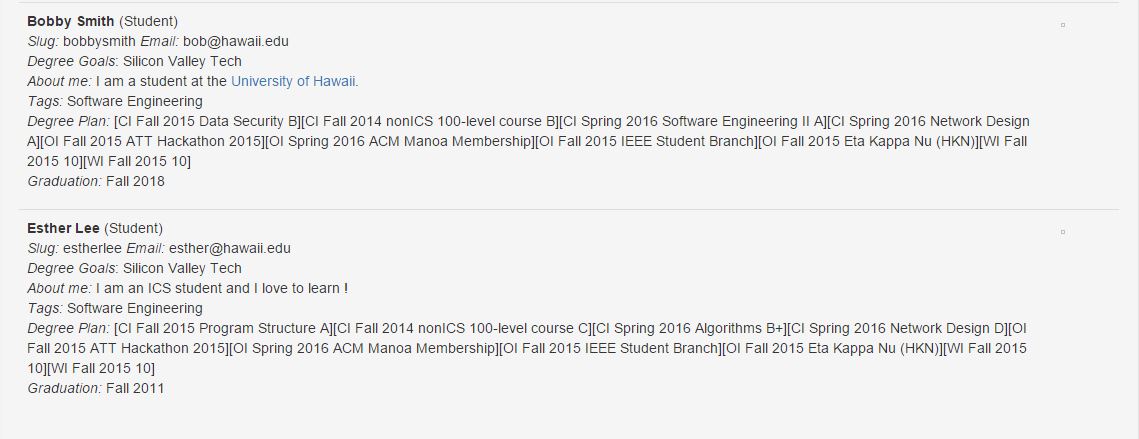 Bobby Smith (Student)
Slug: bobbysmith Email: bob@hawaii.edu
Degree Goals: Silicon Valley Tech
About me: I am a student at the University of Hawaii.
Tags: Software Engineering
Degree Plan: [CI Fall 2015 Data Security B][CI Fall 2014 nonICS 100-level course B][CI Spring 2016 Software Engineering II A][CI Spring 2016 Network Design
A][OI Fall 2015 ATT Hackathon 2015][OI Spring 2016 ACM Manoa Membership][OI Fall 2015 IEEE Student Branch][OI Fall 2015 Eta Kappa Nu (HKN)][WI Fall
2015 10][WI Fall 2015 10]
Graduation: Fall 2018
Esther Lee (Student)
Slug: estherlee Email: esther@hawaii.edu
Degree Goals: Silicon Valley Tech
About me: I am an ICS student and I love to learn !
Tags: Software Engineering
Degree Plan: [CI Fall 2015 Program Structure A][CI Fall 2014 nonICS 100-level course C][CI Spring 2016 Algorithms B+][CI Spring 2016 Network Design D][OI
Fall 2015 ATT Hackathon 2015][OI Spring 2016 ACM Manoa Membership][OI Fall 2015 IEEE Student Branch][OI Fall 2015 Eta Kappa Nu (HKN)][WI Fall 2015
10][WI Fall 2015 10]
Graduation: Fall 2011